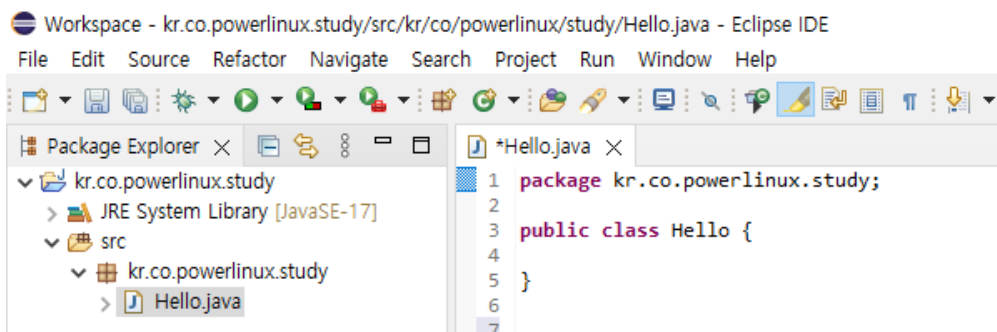 Workspace - kr.co.powerlinux.study/src/kr/co/powerlinux/study/Hello.java - Eclipse IDE
File Edit Source Refactor Navigate Search Project Run Window Help
Package Explorer
*Hello.java
kr.co.powerlinux.study
JRE System Library [JavaSE-17]
src
kr.co.powerlinux.study
Hello.java
1 package kr.co.powerlinux.study;
2
3 public class Hello {
4
5 }
6
7